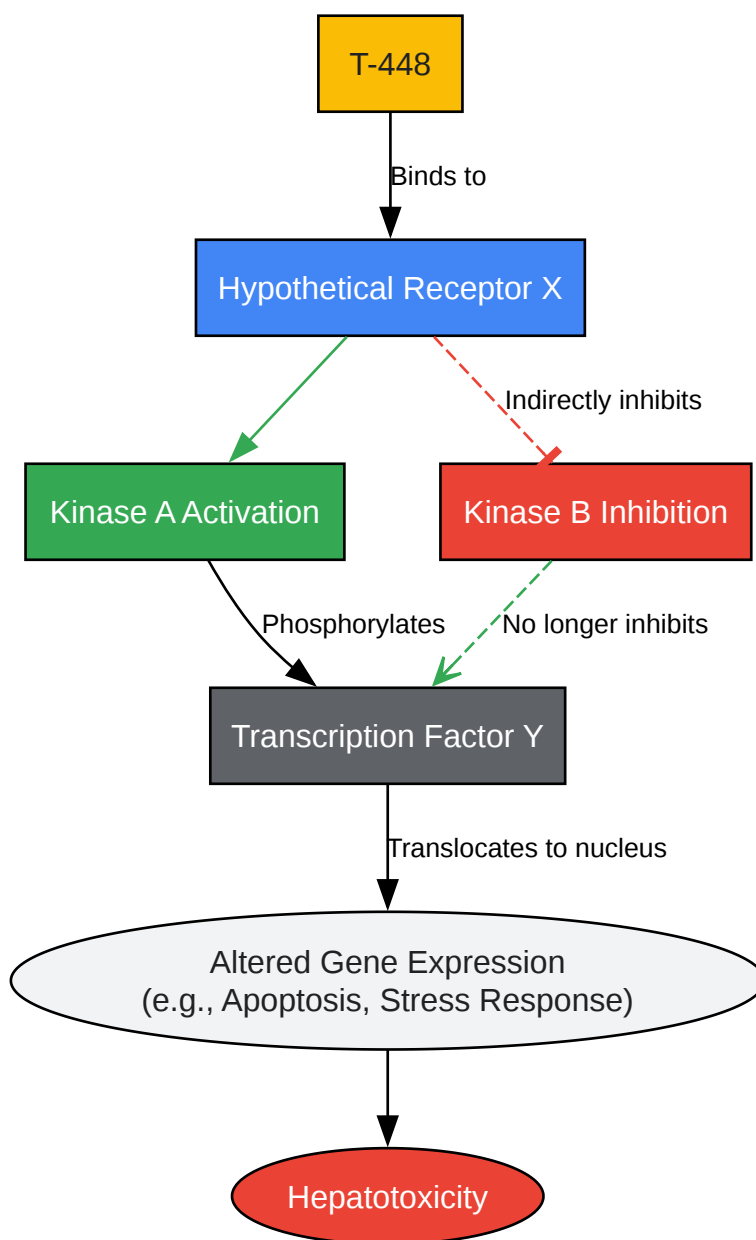 T-448
Binds to
Hypothetical Receptor X
Indirectly inhibits
Kinase A Activation
Kinase B Inhibition
Phosphorylates
No longer inhibits
Transcription Factor Y
Translocates to nucleus
Altered Gene Expression
(e.g., Apoptosis, Stress Response)
Hepatotoxicity